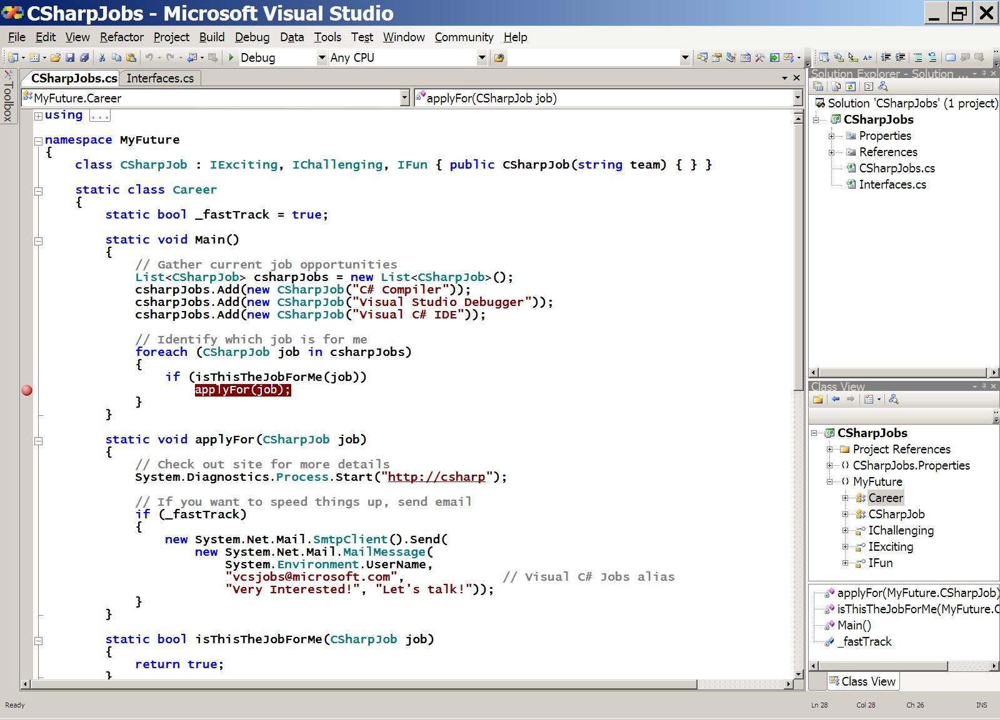 CSharpJobs - Microsoft Visual Studio
File Edit View Refactor Project Build Debug Data Tools Test Window Community Help
Debug Any CPU
Toolbox
CSharpJobs.cs Interfaces.cs
MyFuture.Career applyFor(CSharpJob job)
using ...
namespace MyFuture
{
class CSharpJob : IExciting, IChallenging, IFun { public CSharpJob(string team) { } }
static class Career
{
static bool _fastTrack = true;
static void Main()
{
// Gather current job opportunities
List<CSharpJob> csharpJobs = new List<CSharpJob>();
csharpJobs.Add(new CSharpJob("C# Compiler"));
csharpJobs.Add(new CSharpJob("Visual Studio Debugger"));
csharpJobs.Add(new CSharpJob("Visual C# IDE"));
// Identify which job is for me
foreach (CSharpJob job in csharpJobs)
{
if (isThisTheJobForMe(job))
applyFor(job);
}
}
static void applyFor(CSharpJob job)
{
// Check out site for more details
System.Diagnostics.Process.Start("http://csharp");
// If you want to speed things up, send email
if (_fastTrack)
{
new System.Net.Mail.SmtpClient().Send(
new System.Net.Mail.MailMessage(
System.Environment.UserName,
"vcsjobs@microsoft.com", // Visual C# Jobs alias
"Very Interested!", "Let's talk!"));
}
}
static bool isThisTheJobForMe(CSharpJob job)
{
return true;
}
Solution Explorer - Solution ...
Solution 'CSharpJobs' (1 project)
CSharpJobs
Properties
References
CSharpJobs.cs
Interfaces.cs
Class View
CSharpJobs
Project References
CSharpJobs.Properties
MyFuture
Career
CSharpJob
IChallenging
IExciting
IFun
applyFor(MyFuture.CSharpJob)
isThisTheJobForMe(MyFuture.C
Main()
_fastTrack
Class View
Ready Ln 28 Col 28 Ch 26 INS